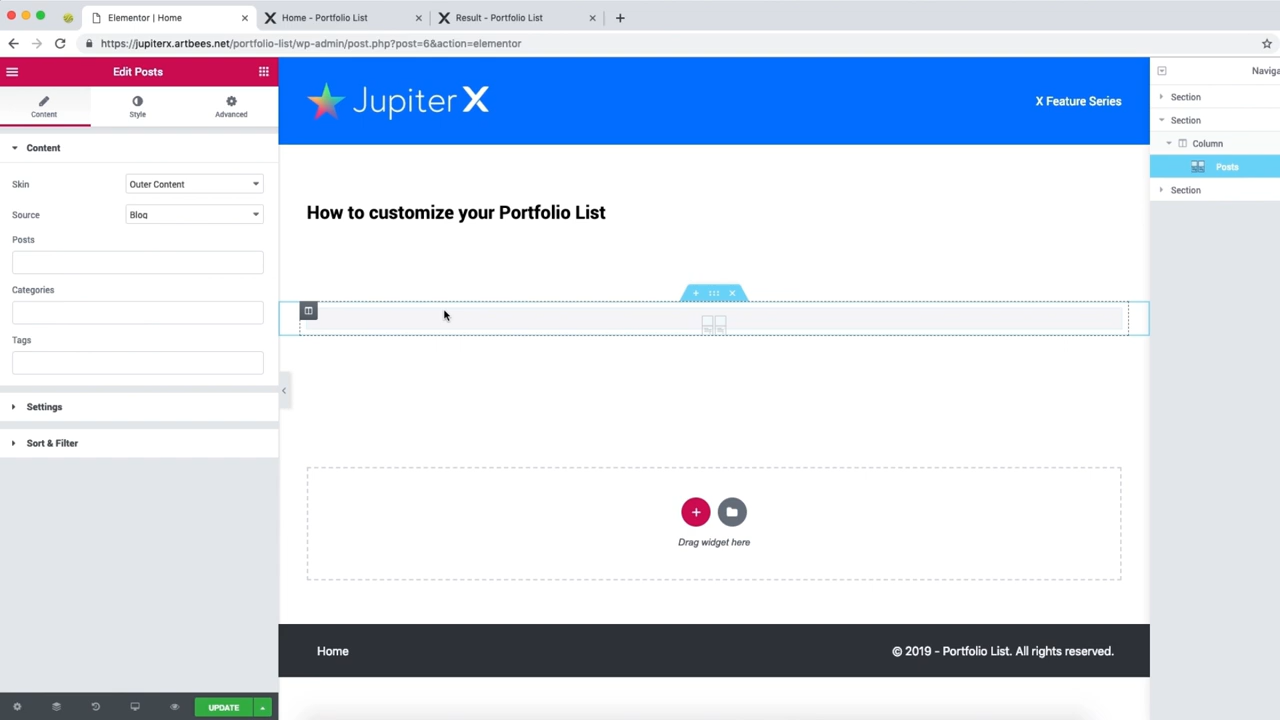 Elementor | Home
Home - Portfolio List
Result - Portfolio List
https://jupiterx.artbees.net/portfolio-list/wp-admin/post.php?post=6&action=elementor
Edit Posts
Content
Style
Advanced
Content
Skin
Outer Content
Source
Blog
Posts
Categories
Tags
Settings
Sort & Filter
UPDATE
Jupiter X
X Feature Series
How to customize your Portfolio List
Drag widget here
Home
© 2019 - Portfolio List. All rights reserved.
Naviga
Section
Section
Column
Posts
Section